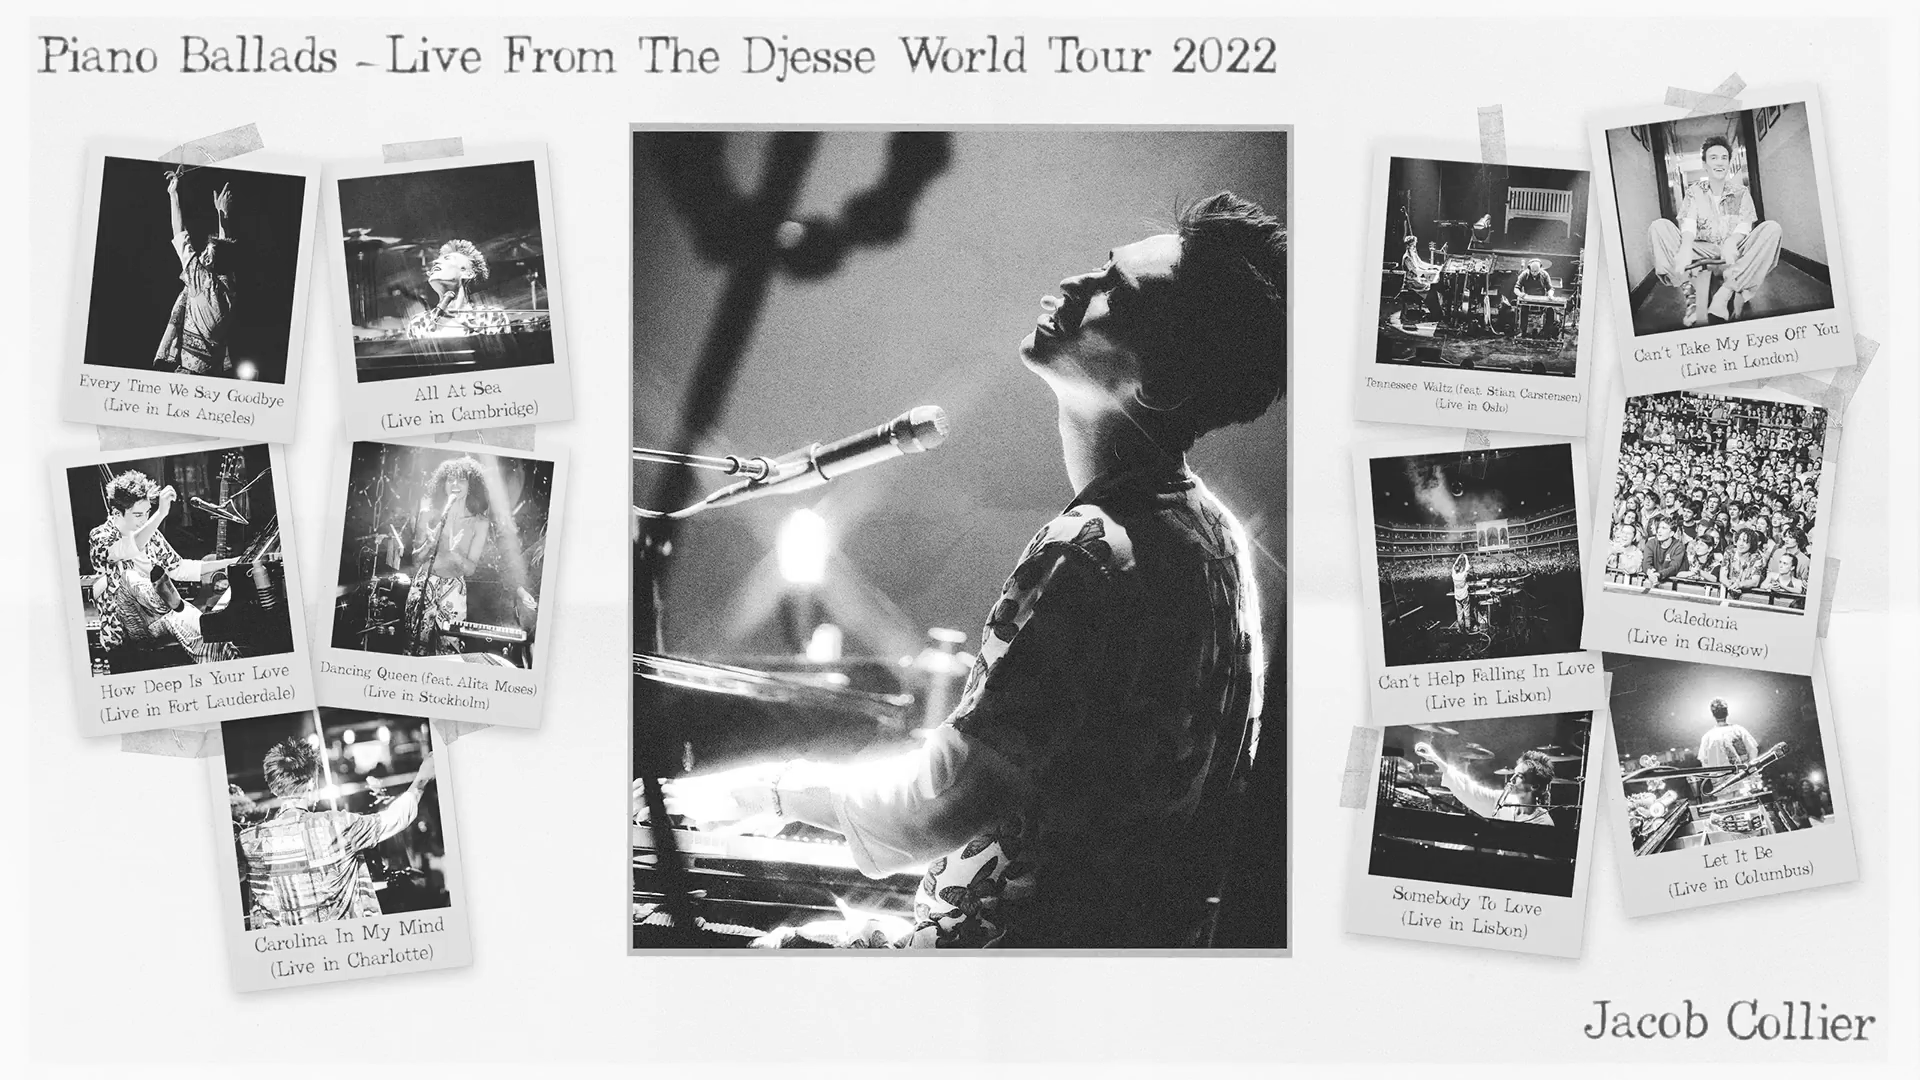 Piano Ballads - Live From The Djesse World Tour 2022
Every Time We Say Goodbye
(Live in Los Angeles)
All At Sea
(Live in Cambridge)
How Deep Is Your Love
(Live in Fort Lauderdale)
Dancing Queen (feat. Alita Moses)
(Live in Stockholm)
Carolina In My Mind
(Live in Charlotte)
Tennessee Waltz (feat. Stian Carstensen)
(Live in Oslo)
Can't Take My Eyes Off You
(Live in London)
Can't Help Falling In Love
(Live in Lisbon)
Caledonia
(Live in Glasgow)
Somebody To Love
(Live in Lisbon)
Let It Be
(Live in Columbus)
Jacob Collier